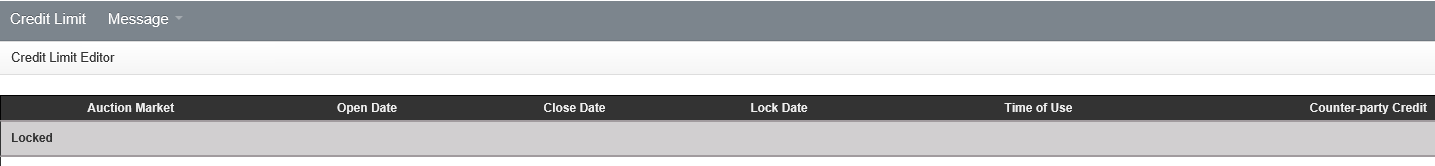 Credit Limit Message
Credit Limit Editor
Auction Market Open Date Close Date Lock Date Time of Use Counter-party Credit
Locked